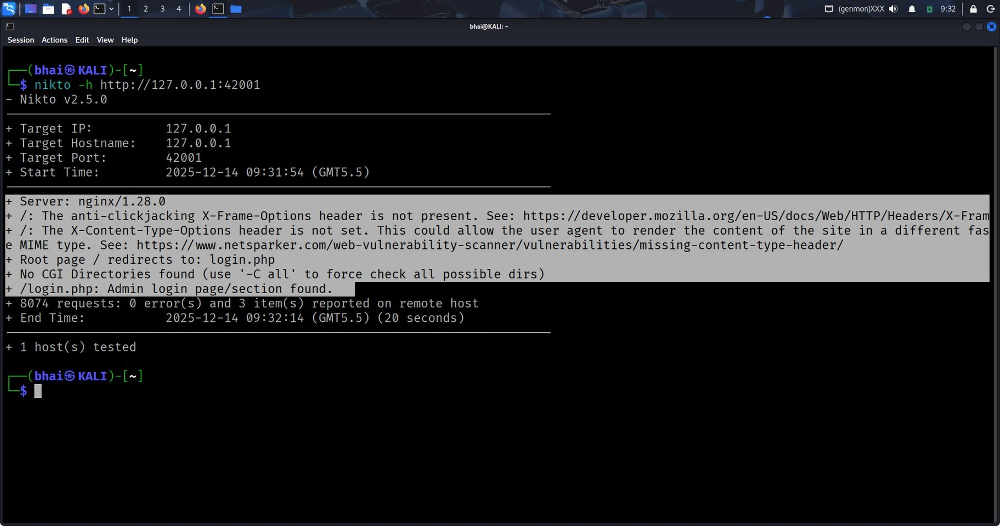 1 2 3 4 (genmon)XXX 9:32
bhai@KALI: ~
Session Actions Edit View Help
┌──(bhai㉿KALI)-[~]
└─$ nikto -h http://127.0.0.1:42001
- Nikto v2.5.0
+ Target IP: 127.0.0.1
+ Target Hostname: 127.0.0.1
+ Target Port: 42001
+ Start Time: 2025-12-14 09:31:54 (GMT5.5)
+ Server: nginx/1.28.0
+ /: The anti-clickjacking X-Frame-Options header is not present. See: https://developer.mozilla.org/en-US/docs/Web/HTTP/Headers/X-Fram
+ /: The X-Content-Type-Options header is not set. This could allow the user agent to render the content of the site in a different fas
e MIME type. See: https://www.netsparker.com/web-vulnerability-scanner/vulnerabilities/missing-content-type-header/
+ Root page / redirects to: login.php
+ No CGI Directories found (use '-C all' to force check all possible dirs)
+ /login.php: Admin login page/section found.
+ 8074 requests: 0 error(s) and 3 item(s) reported on remote host
+ End Time: 2025-12-14 09:32:14 (GMT5.5) (20 seconds)
+ 1 host(s) tested
┌──(bhai㉿KALI)-[~]
└─$